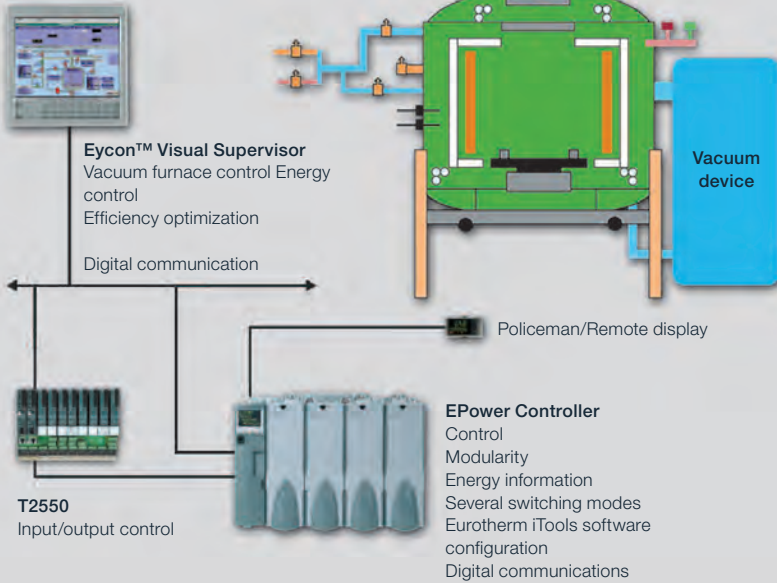 Eycon™ Visual Supervisor
Vacuum furnace control Energy
control
Efficiency optimization
Digital communication
Vacuum
device
Policeman/Remote display
EPower Controller
Control
Modularity
Energy information
Several switching modes
Eurotherm iTools software
configuration
Digital communications
T2550
Input/output control